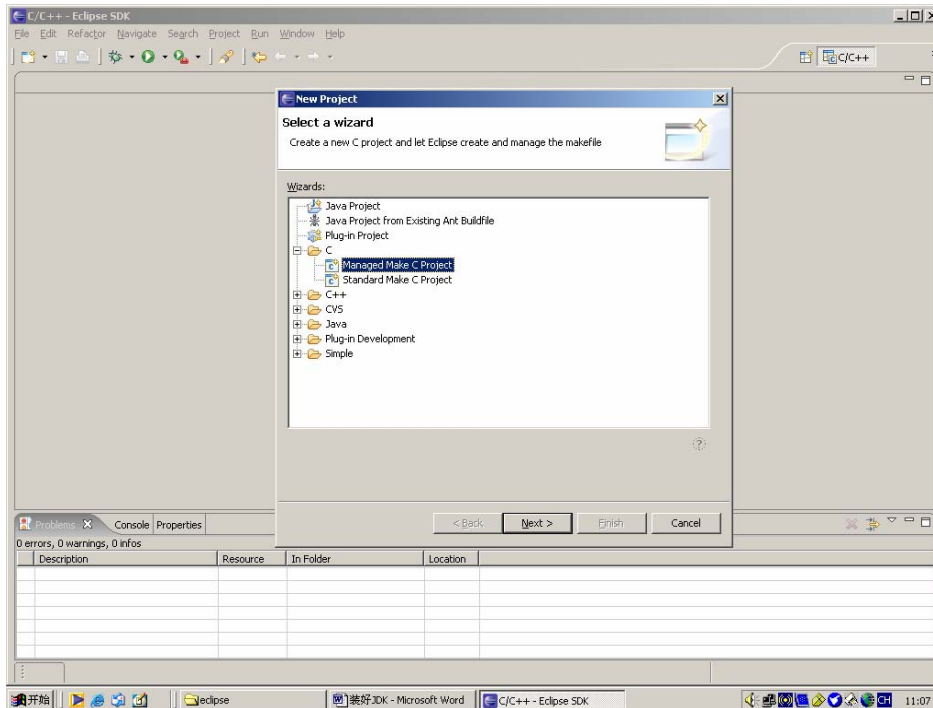 C/C++ - Eclipse SDK
File Edit Refactor Navigate Search Project Run Window Help
C/C++
New Project
Select a wizard
Create a new C project and let Eclipse create and manage the makefile
Wizards:
Java Project
Java Project from Existing Ant Buildfile
Plug-in Project
C
Managed Make C Project
Standard Make C Project
C++
CVS
Java
Plug-in Development
Simple
< Back Next > Finish Cancel
Problems Console Properties
0 errors, 0 warnings, 0 infos
Description Resource In Folder Location
开始 eclipse 装好JDK - Microsoft Word C/C++ - Eclipse SDK CH 11:07